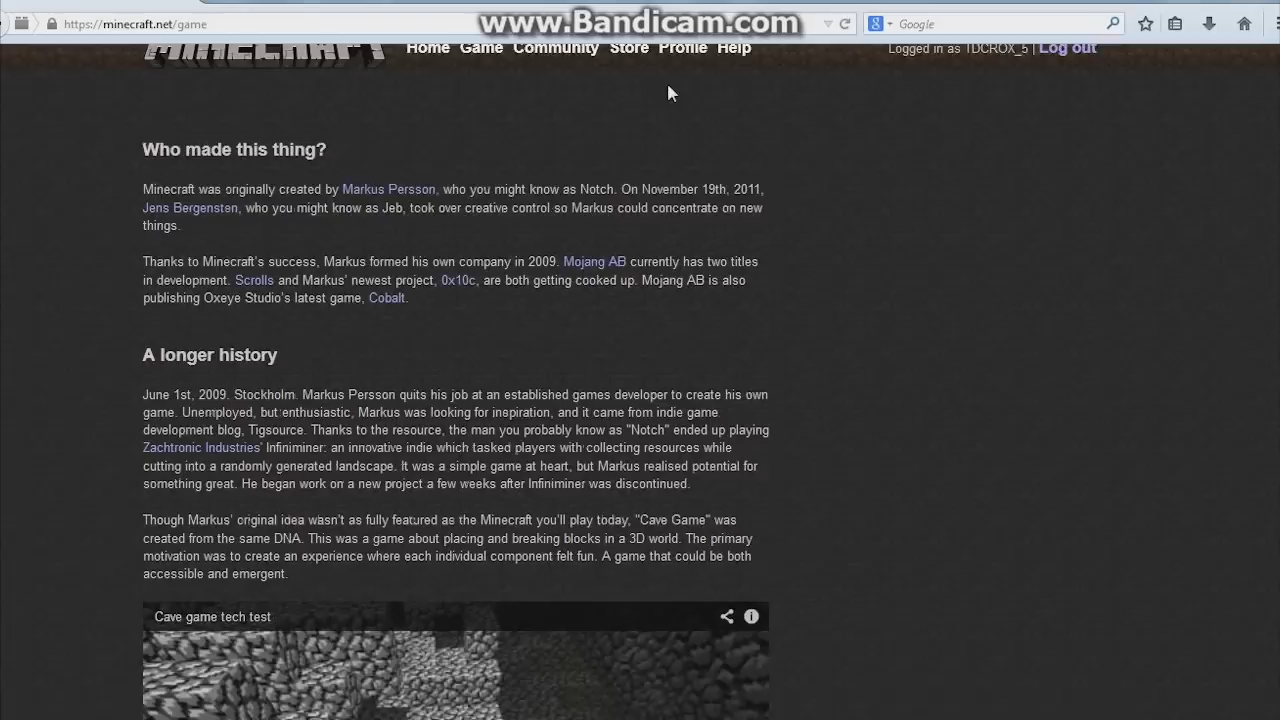 https://minecraft.net/game
www.Bandicam.com
Google
MINECRAFT
Home Game Community Store Profile Help
Logged in as TDCROX_5 | Log out
Who made this thing?
Minecraft was originally created by Markus Persson, who you might know as Notch. On November 19th, 2011,
Jens Bergensten, who you might know as Jeb, took over creative control so Markus could concentrate on new
things.
Thanks to Minecraft's success, Markus formed his own company in 2009. Mojang AB currently has two titles
in development. Scrolls and Markus' newest project, 0x10c, are both getting cooked up. Mojang AB is also
publishing Oxeye Studio's latest game, Cobalt.
A longer history
June 1st, 2009. Stockholm. Markus Persson quits his job at an established games developer to create his own
game. Unemployed, but enthusiastic, Markus was looking for inspiration, and it came from indie game
development blog, Tigsource. Thanks to the resource, the man you probably know as "Notch" ended up playing
Zachtronic Industries' Infiniminer: an innovative indie which tasked players with collecting resources while
cutting into a randomly generated landscape. It was a simple game at heart, but Markus realised potential for
something great. He began work on a new project a few weeks after Infiniminer was discontinued.
Though Markus' original idea wasn't as fully featured as the Minecraft you'll play today, "Cave Game" was
created from the same DNA. This was a game about placing and breaking blocks in a 3D world. The primary
motivation was to create an experience where each individual component felt fun. A game that could be both
accessible and emergent.
Cave game tech test